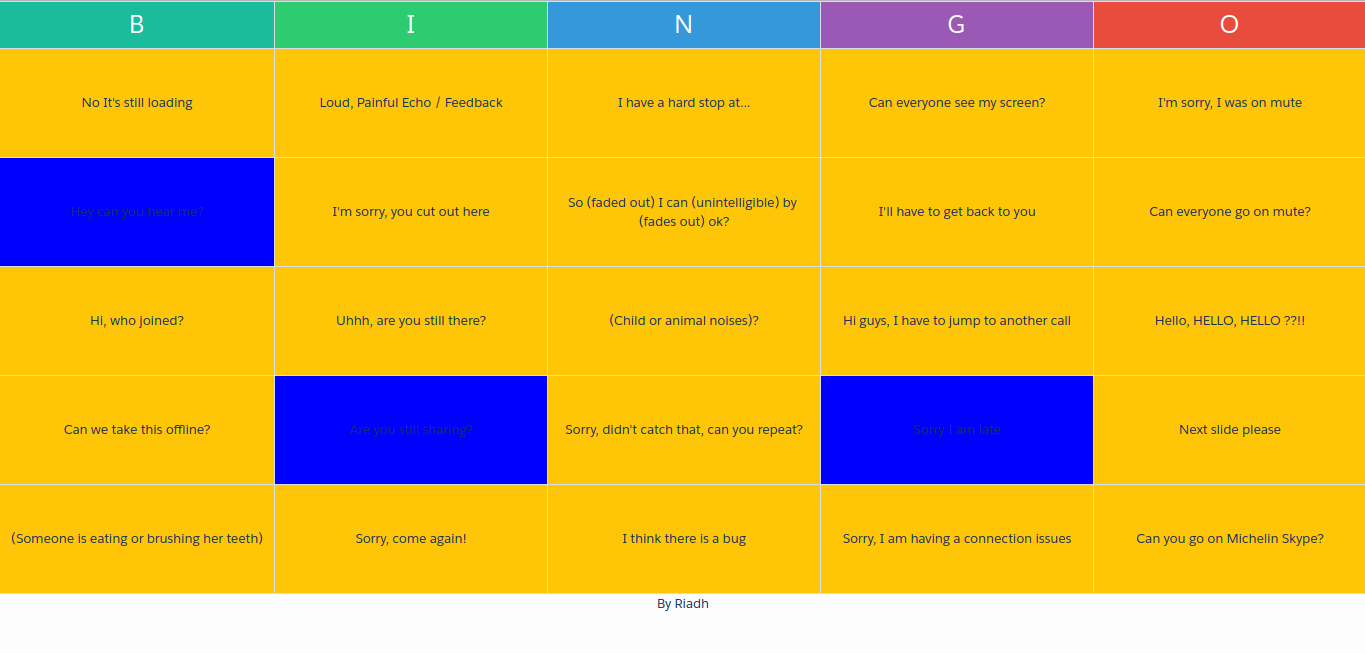 B I N G O
No It's still loading
Loud, Painful Echo / Feedback
I have a hard stop at...
Can everyone see my screen?
I'm sorry, I was on mute
Hey can you hear me?
I'm sorry, you cut out here
So (faded out) I can (unintelligible) by
(fades out) ok?
I'll have to get back to you
Can everyone go on mute?
Hi, who joined?
Uhhh, are you still there?
(Child or animal noises)?
Hi guys, I have to jump to another call
Hello, HELLO, HELLO ??!!
Can we take this offline?
Are you still sharing?
Sorry, didn't catch that, can you repeat?
Sorry I am late
Next slide please
(Someone is eating or brushing her teeth)
Sorry, come again!
I think there is a bug
Sorry, I am having a connection issues
Can you go on Michelin Skype?
By Riadh